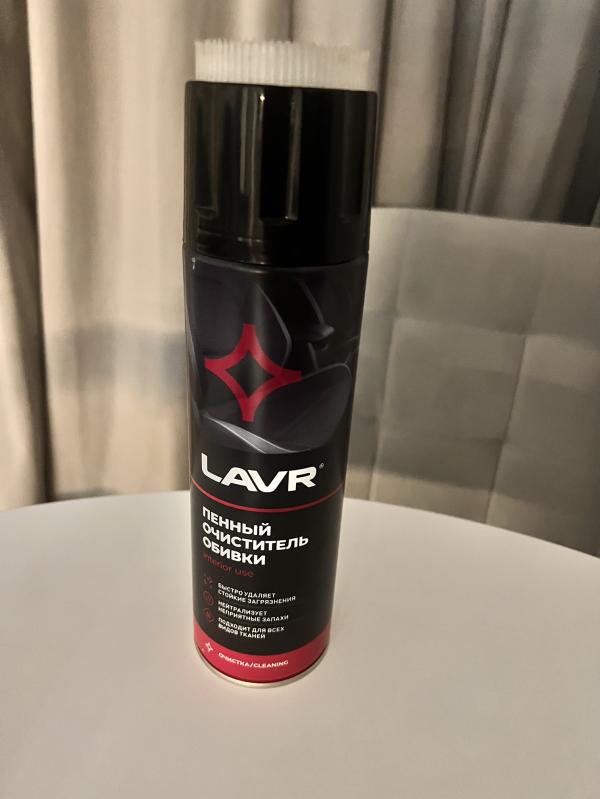 LAVR®
ПЕННЫЙ
ОЧИСТИТЕЛЬ
ОБИВКИ
interior use
БЫСТРО УДАЛЯЕТ
СТОЙКИЕ ЗАГРЯЗНЕНИЯ
НЕЙТРАЛИЗУЕТ
НЕПРИЯТНЫЕ ЗАПАХИ
ПОДХОДИТ ДЛЯ ВСЕХ
ВИДОВ ТКАНЕЙ
ОЧИСТКА/CLEANING